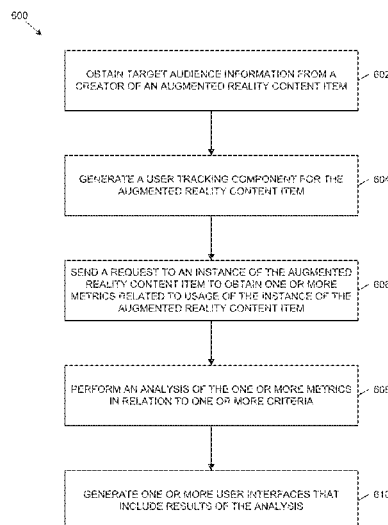 600
OBTAIN TARGET AUDIENCE INFORMATION FROM A
CREATOR OF AN AUGMENTED REALITY CONTENT ITEM
602
GENERATE A USER TRACKING COMPONENT FOR THE
AUGMENTED REALITY CONTENT ITEM
604
SEND A REQUEST TO AN INSTANCE OF THE AUGMENTED
REALITY CONTENT ITEM TO OBTAIN ONE OR MORE
METRICS RELATED TO USAGE OF THE INSTANCE OF THE
AUGMENTED REALITY CONTENT ITEM
606
PERFORM AN ANALYSIS OF THE ONE OR MORE METRICS
IN RELATION TO ONE OR MORE CRITERIA
608
GENERATE ONE OR MORE USER INTERFACES THAT
INCLUDE RESULTS OF THE ANALYSIS
610